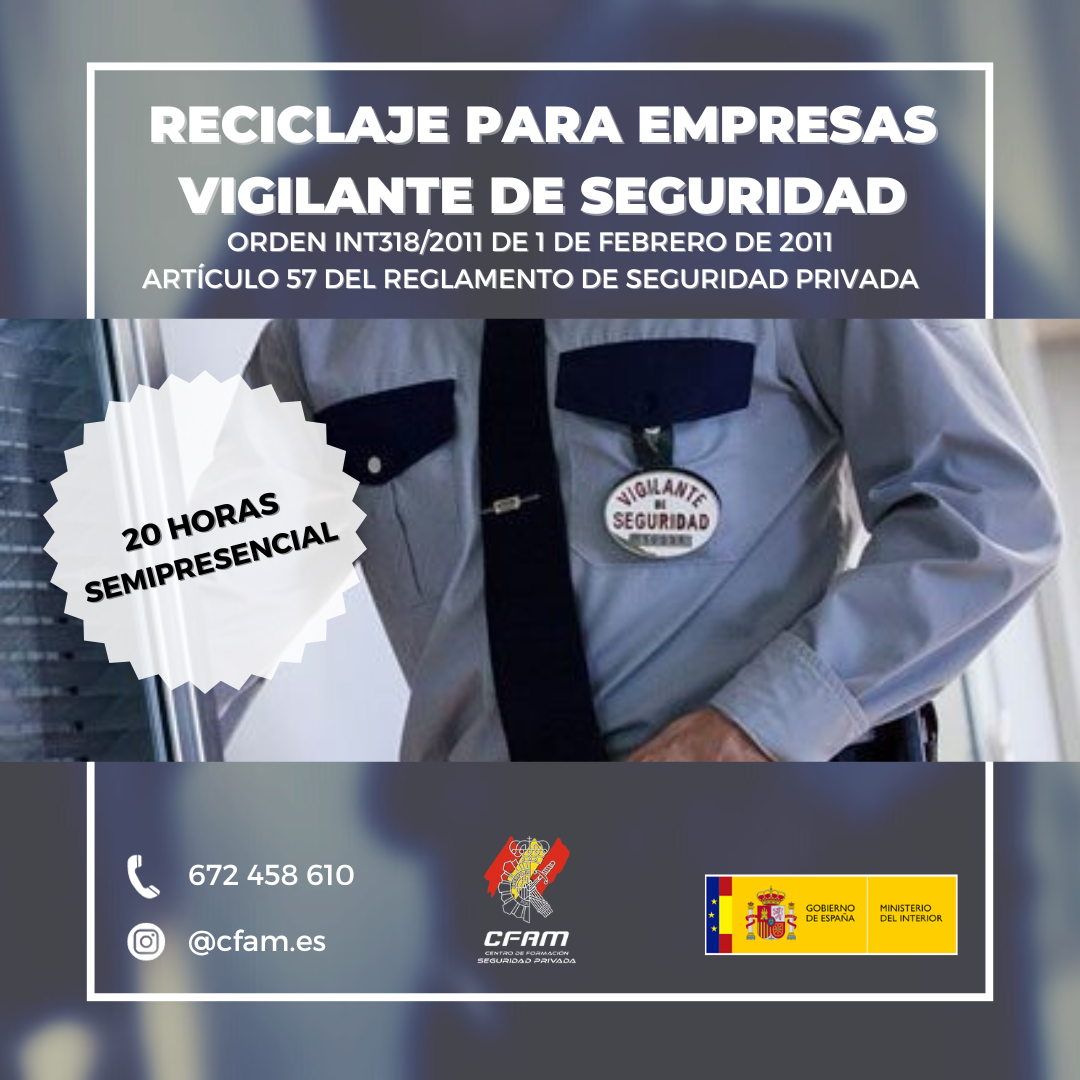 RECICLAJE PARA EMPRESAS
VIGILANTE DE SEGURIDAD
ORDEN INT318/2011 DE 1 DE FEBRERO DE 2011
ARTÍCULO 57 DEL REGLAMENTO DE SEGURIDAD PRIVADA
20 HORAS
SEMIPRESENCIAL
VIGILANTE
DE
SEGURIDAD
672 458 610
@cfam.es
CFAM
CENTRO DE FORMACIÓN
SEGURIDAD PRIVADA
GOBIERNO
DE ESPAÑA
MINISTERIO
DEL INTERIOR